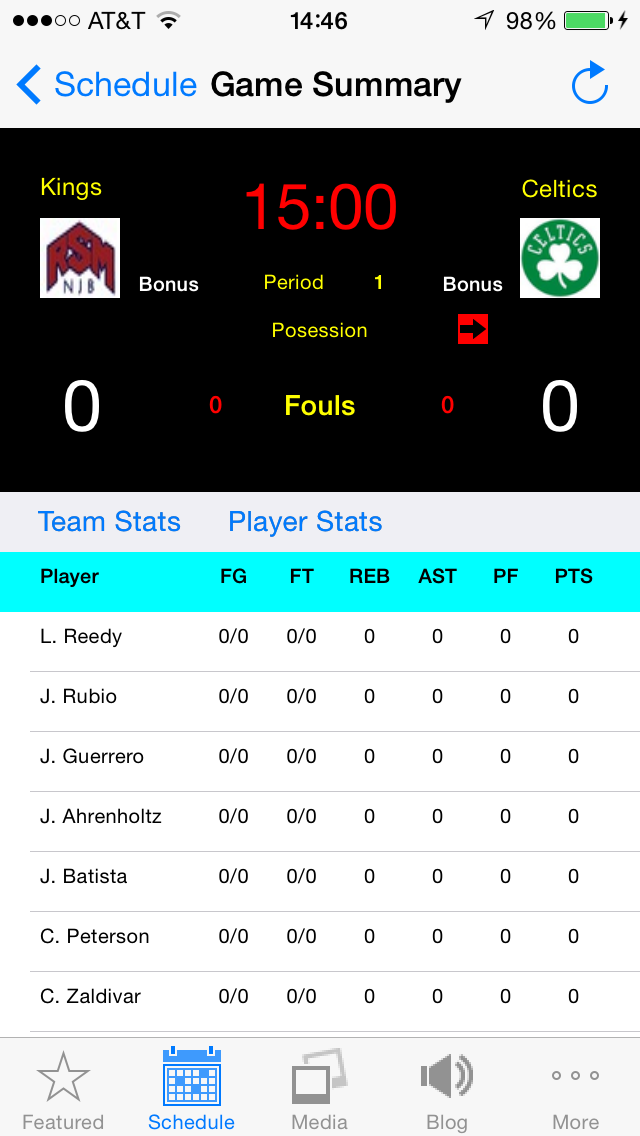 AT&T 14:46 98%
Schedule Game Summary
Kings 15:00 Celtics
RSM
NJB
CELTICS
Bonus Period 1 Bonus
Posession
0 0 Fouls 0 0
Team Stats Player Stats
Player FG FT REB AST PF PTS
L. Reedy 0/0 0/0 0 0 0 0
J. Rubio 0/0 0/0 0 0 0 0
J. Guerrero 0/0 0/0 0 0 0 0
J. Ahrenholtz 0/0 0/0 0 0 0 0
J. Batista 0/0 0/0 0 0 0 0
C. Peterson 0/0 0/0 0 0 0 0
C. Zaldivar 0/0 0/0 0 0 0 0
Featured Schedule Media Blog More